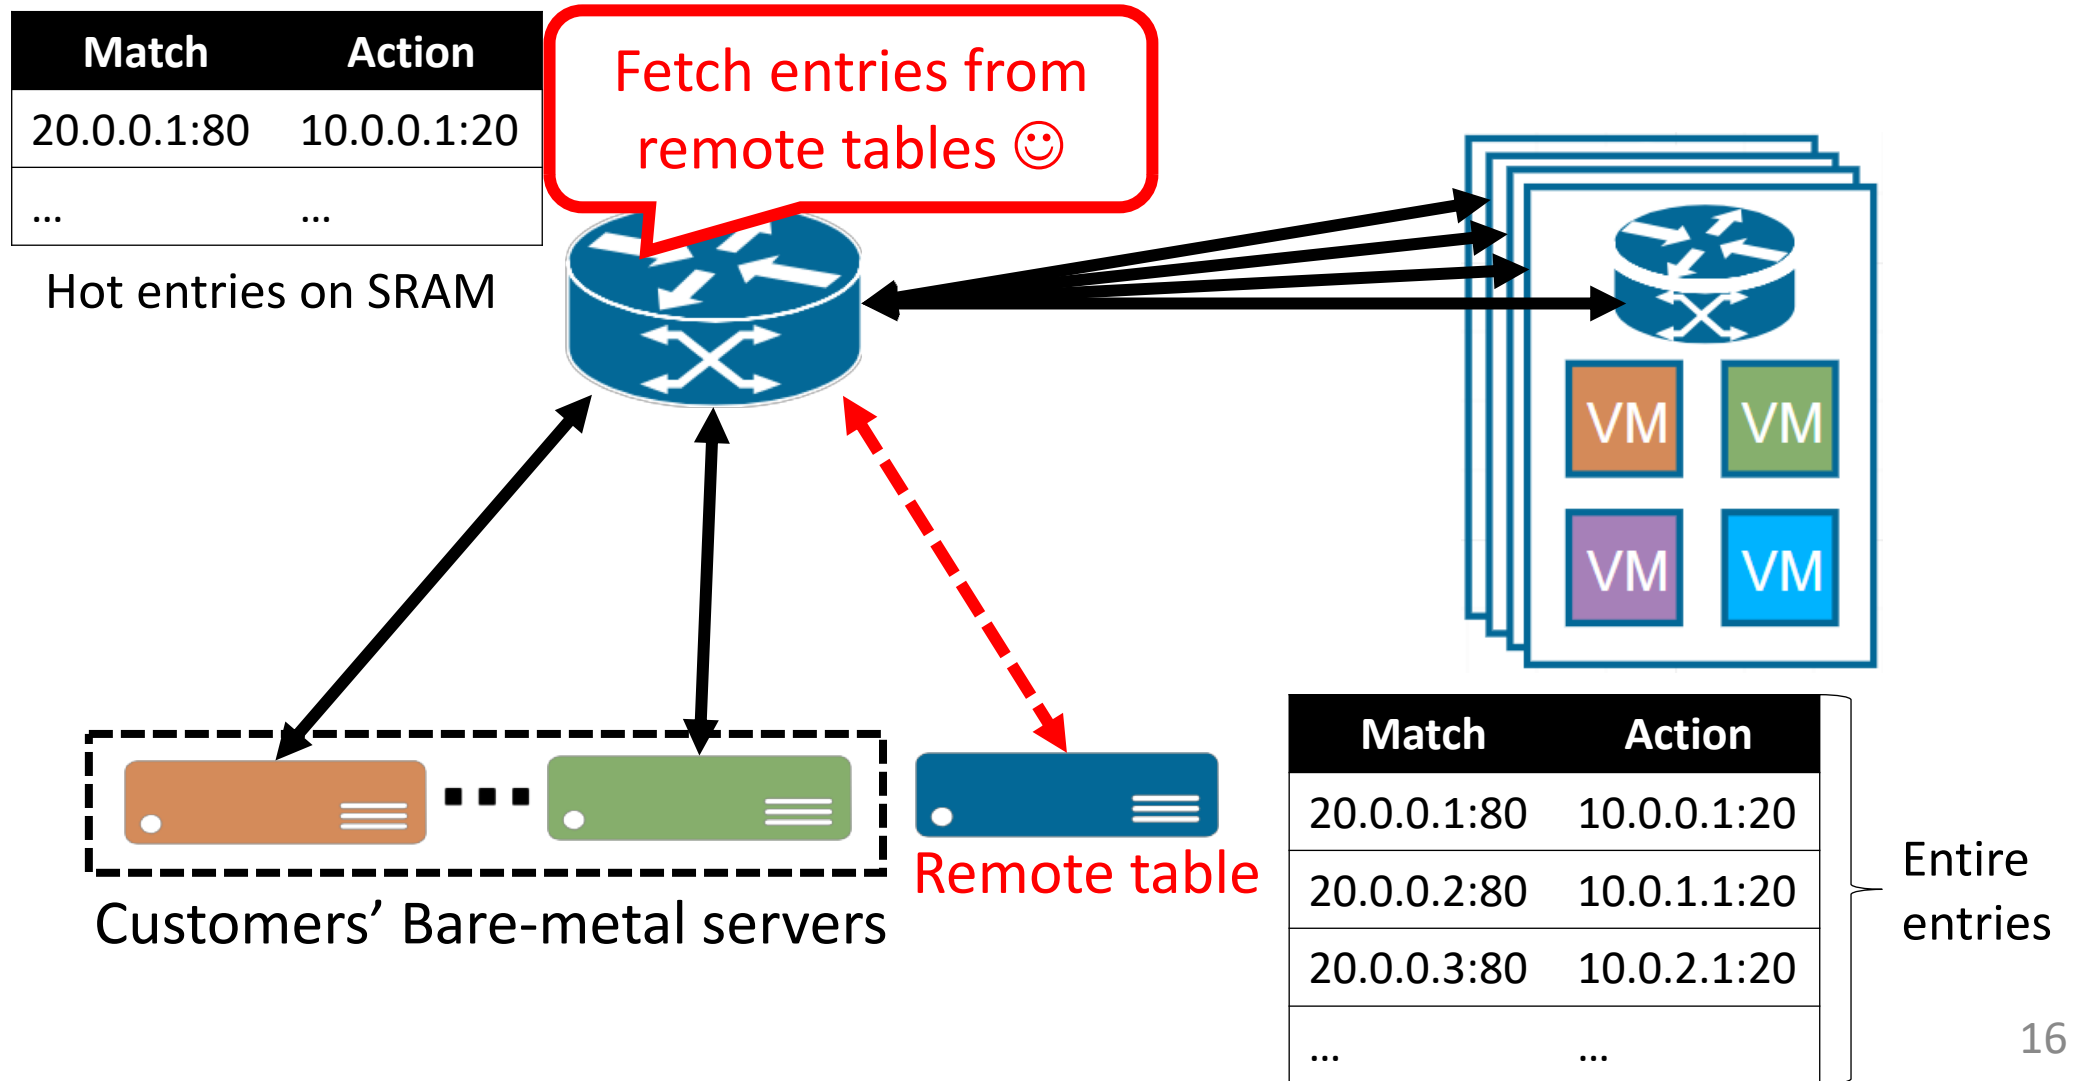 Match Action
20.0.0.1:80 10.0.0.1:20
... ...
Hot entries on SRAM
Fetch entries from
remote tables ☺
VM VM
VM VM
Customers’ Bare-metal servers
Remote table
Match Action
20.0.0.1:80 10.0.0.1:20
20.0.0.2:80 10.0.1.1:20
20.0.0.3:80 10.0.2.1:20
... ...
Entire
entries
16